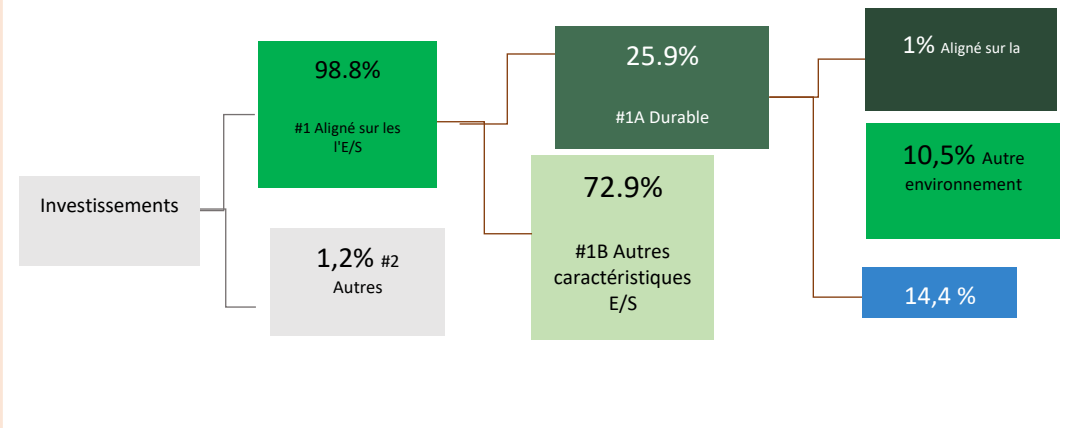 Investissements
98.8%
#1 Aligné sur les
l'E/S
1,2% #2
Autres
25.9%
#1A Durable
72.9%
#1B Autres
caractéristiques
E/S
1% Aligné sur la
10,5% Autre
environnement
14,4 %